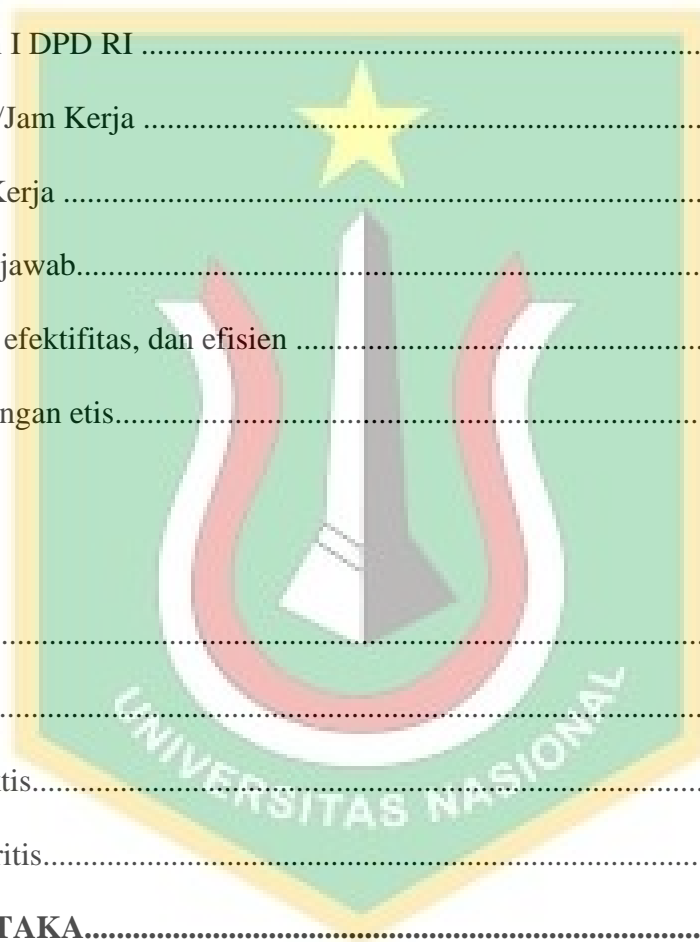 I DPD RI ........................................................................
/Jam Kerja ........................................................................
Kerja ........................................................................
jawab........................................................................
efektifitas, dan efisien ..................................................
ngan etis........................................................................
........................................................................
........................................................................
UNIVERSITAS NASIONAL
tis........................................................................
ritis........................................................................
TAKA........................................................................